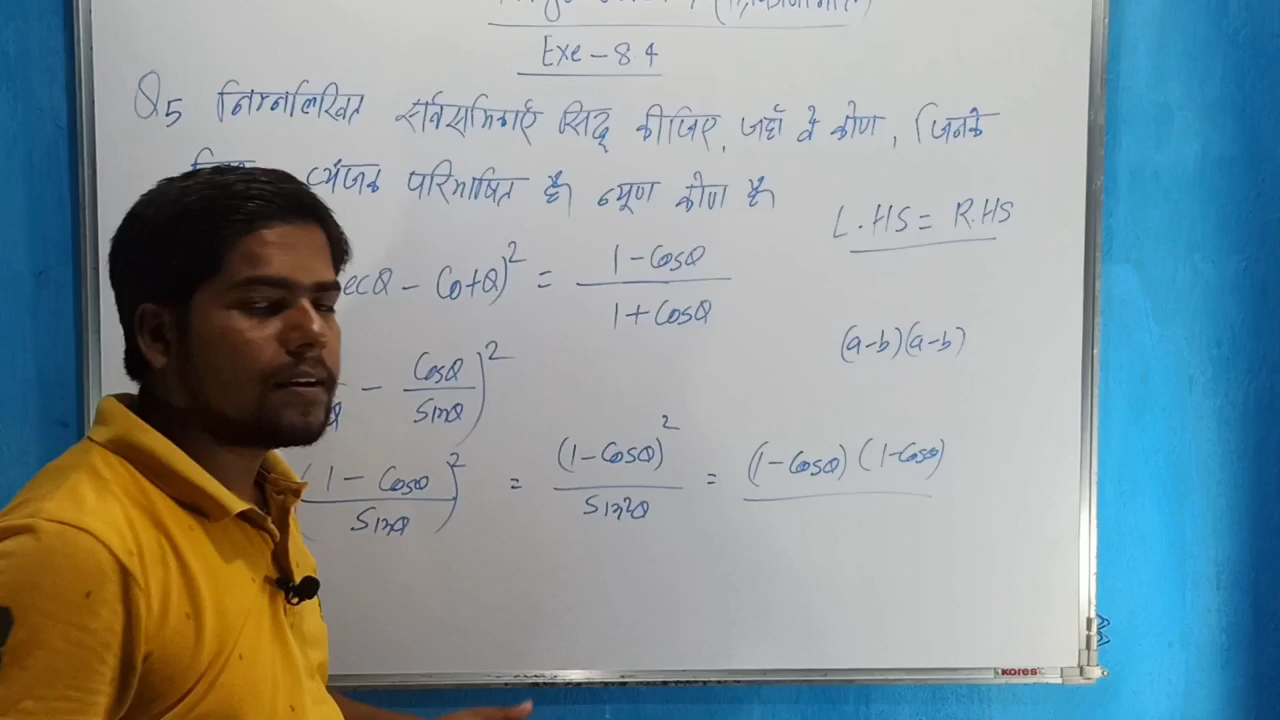 Exe - 8.4
Q5 निम्नलिखित सर्वसमिकाएँ सिद्ध कीजिए, जहाँ वे कोण, जिनके
व्यंजक परिभाषित है। न्यूण कोण है।
L.HS = R.HS
ecθ - Cotθ)² = (1 - Cosθ)/(1 + Cosθ)
(a-b)(a-b)
- Cosθ/Sinθ)²
(1 - Cosθ/Sinθ)² = (1-Cosθ)²/Sin²θ = (1-Cosθ)(1-Cosθ)
KORES